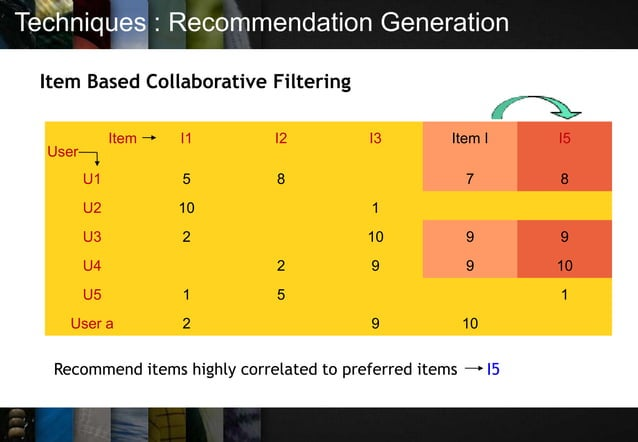 Techniques : Recommendation Generation
Item Based Collaborative Filtering
Item I1 I2 I3 Item I I5
User
U1 5 8 7 8
U2 10 1
U3 2 10 9 9
U4 2 9 9 10
U5 1 5 1
User a 2 9 10
Recommend items highly correlated to preferred items I5